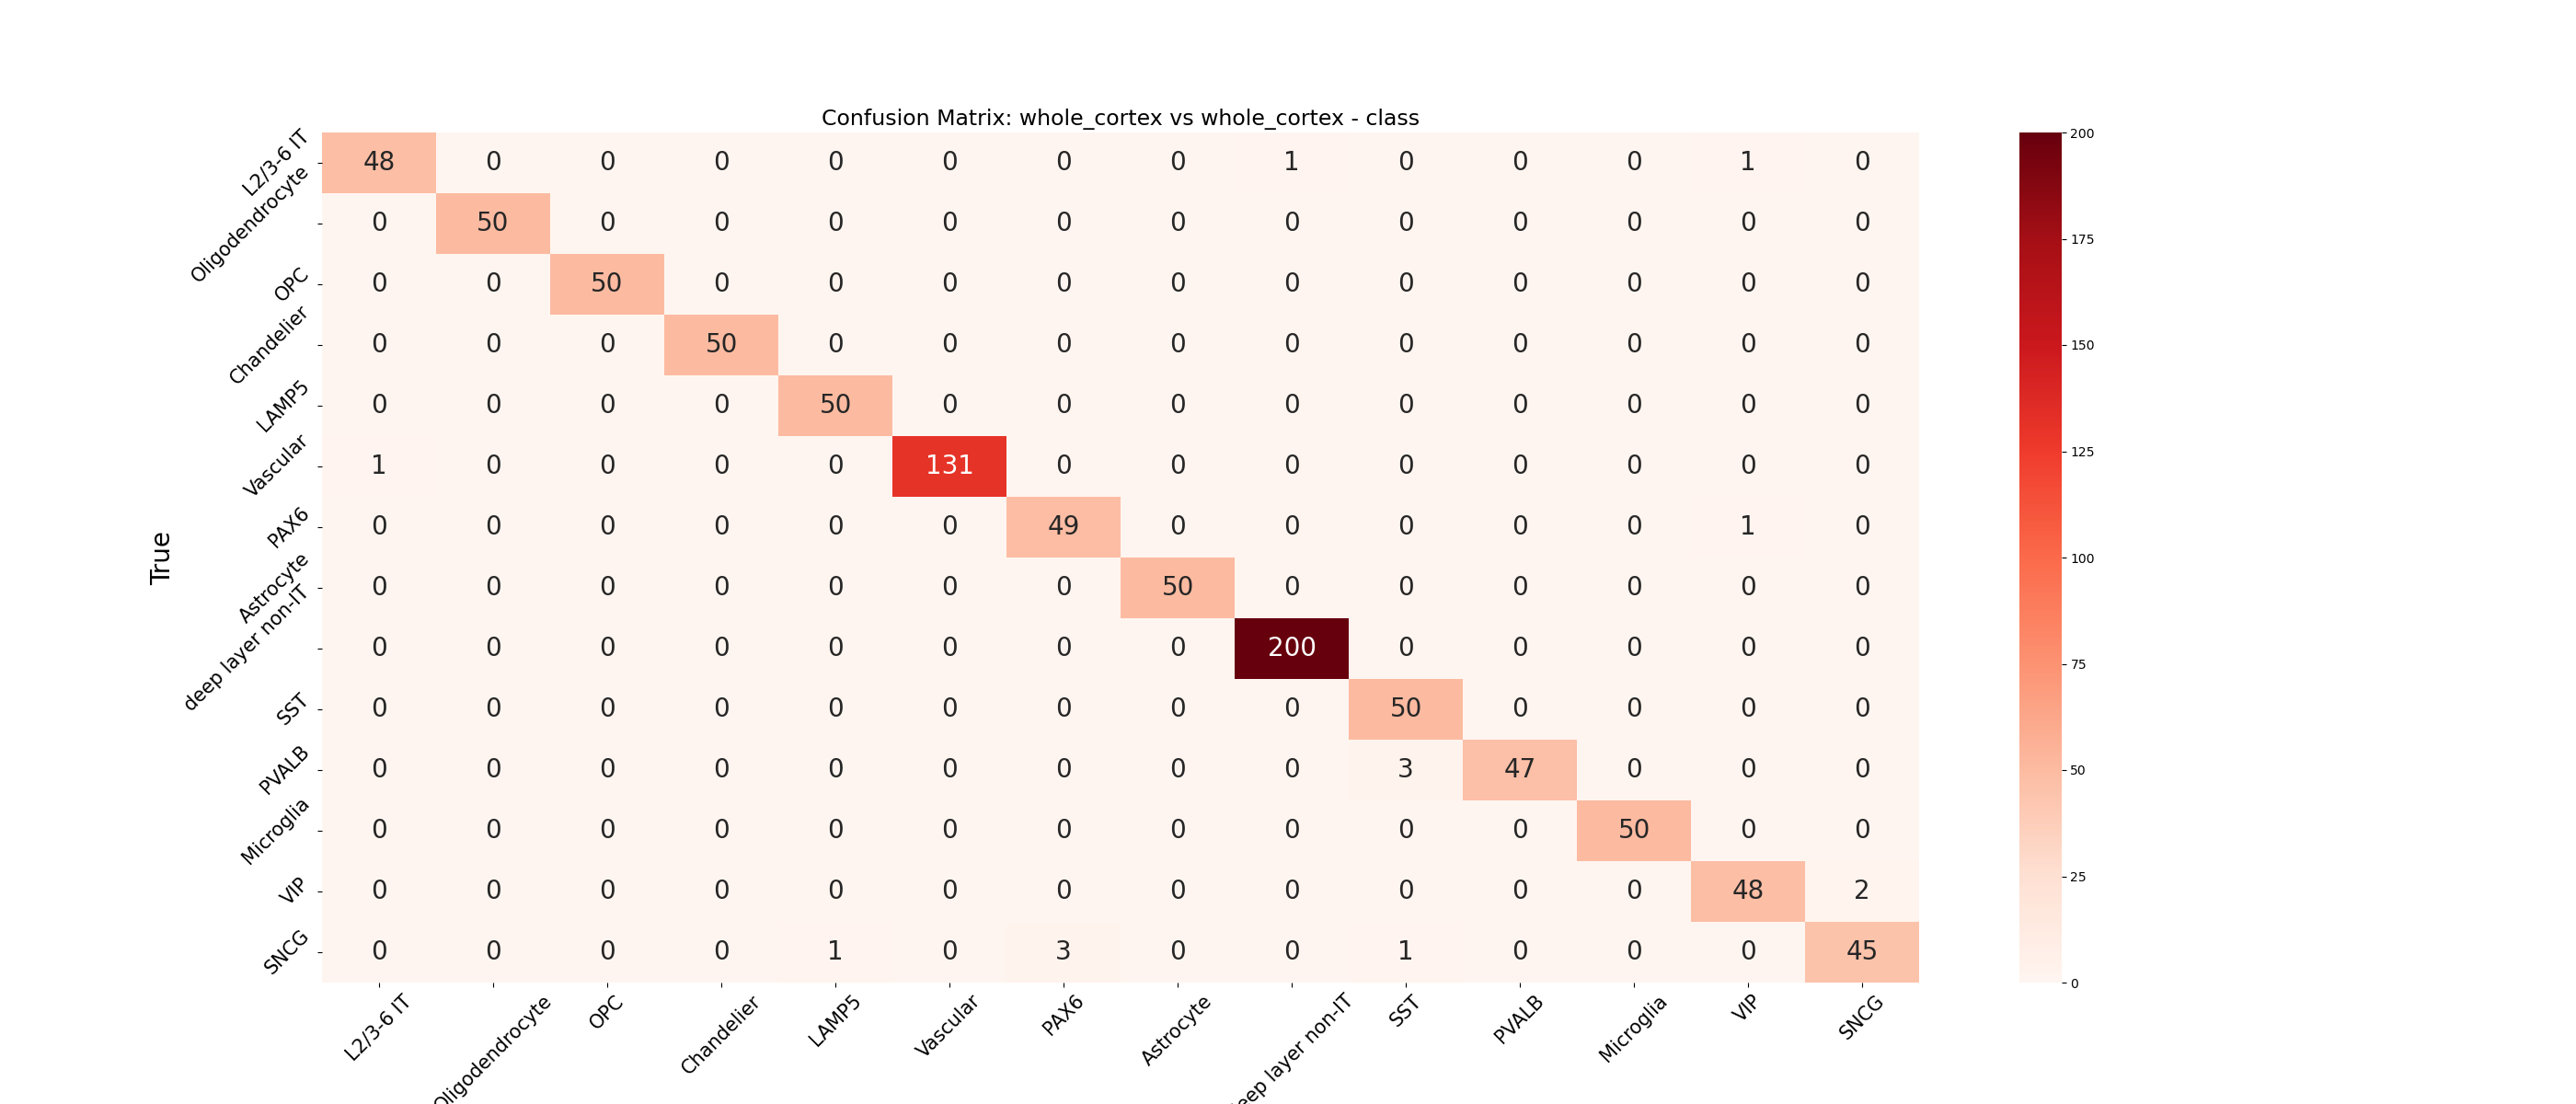 Confusion Matrix: whole_cortex vs whole_cortex - class
True
L2/3-6 IT 48 0 0 0 0 0 0 0 1 0 0 0 1 0
Oligodendrocyte 0 50 0 0 0 0 0 0 0 0 0 0 0 0
OPC 0 0 50 0 0 0 0 0 0 0 0 0 0 0
Chandelier 0 0 0 50 0 0 0 0 0 0 0 0 0 0
LAMP5 0 0 0 0 50 0 0 0 0 0 0 0 0 0
Vascular 1 0 0 0 0 131 0 0 0 0 0 0 0 0
PAX6 0 0 0 0 0 0 49 0 0 0 0 0 1 0
Astrocyte 0 0 0 0 0 0 0 50 0 0 0 0 0 0
deep layer non-IT 0 0 0 0 0 0 0 0 200 0 0 0 0 0
SST 0 0 0 0 0 0 0 0 0 50 0 0 0 0
PVALB 0 0 0 0 0 0 0 0 0 3 47 0 0 0
Microglia 0 0 0 0 0 0 0 0 0 0 0 50 0 0
VIP 0 0 0 0 0 0 0 0 0 0 0 0 48 2
SNCG 0 0 0 0 1 0 3 0 0 1 0 0 0 45
L2/3-6 IT Oligodendrocyte OPC Chandelier LAMP5 Vascular PAX6 Astrocyte eep layer non-IT SST PVALB Microglia VIP SNCG
200
175
150
125
100
75
50
25
0